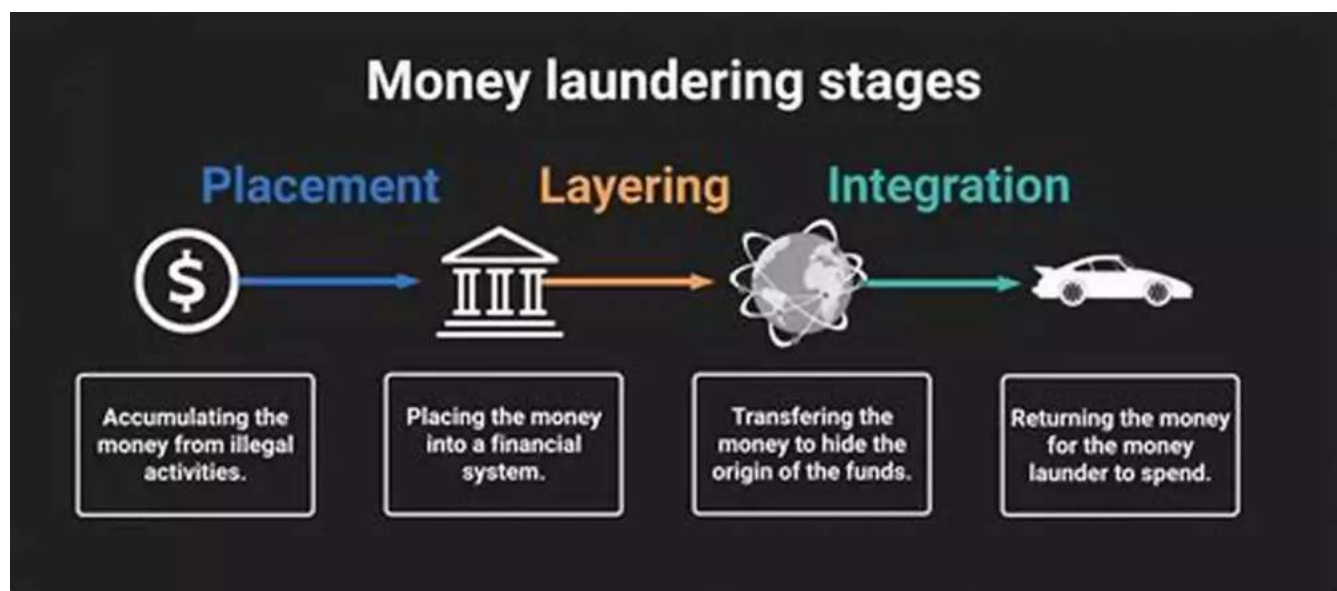 Money laundering stages
Placement
Layering
Integration
$
Accumulating the
money from illegal
activities.
Placing the money
into a financial
system.
Transfering the
money to hide the
origin of the funds.
Returning the money
for the money
launder to spend.